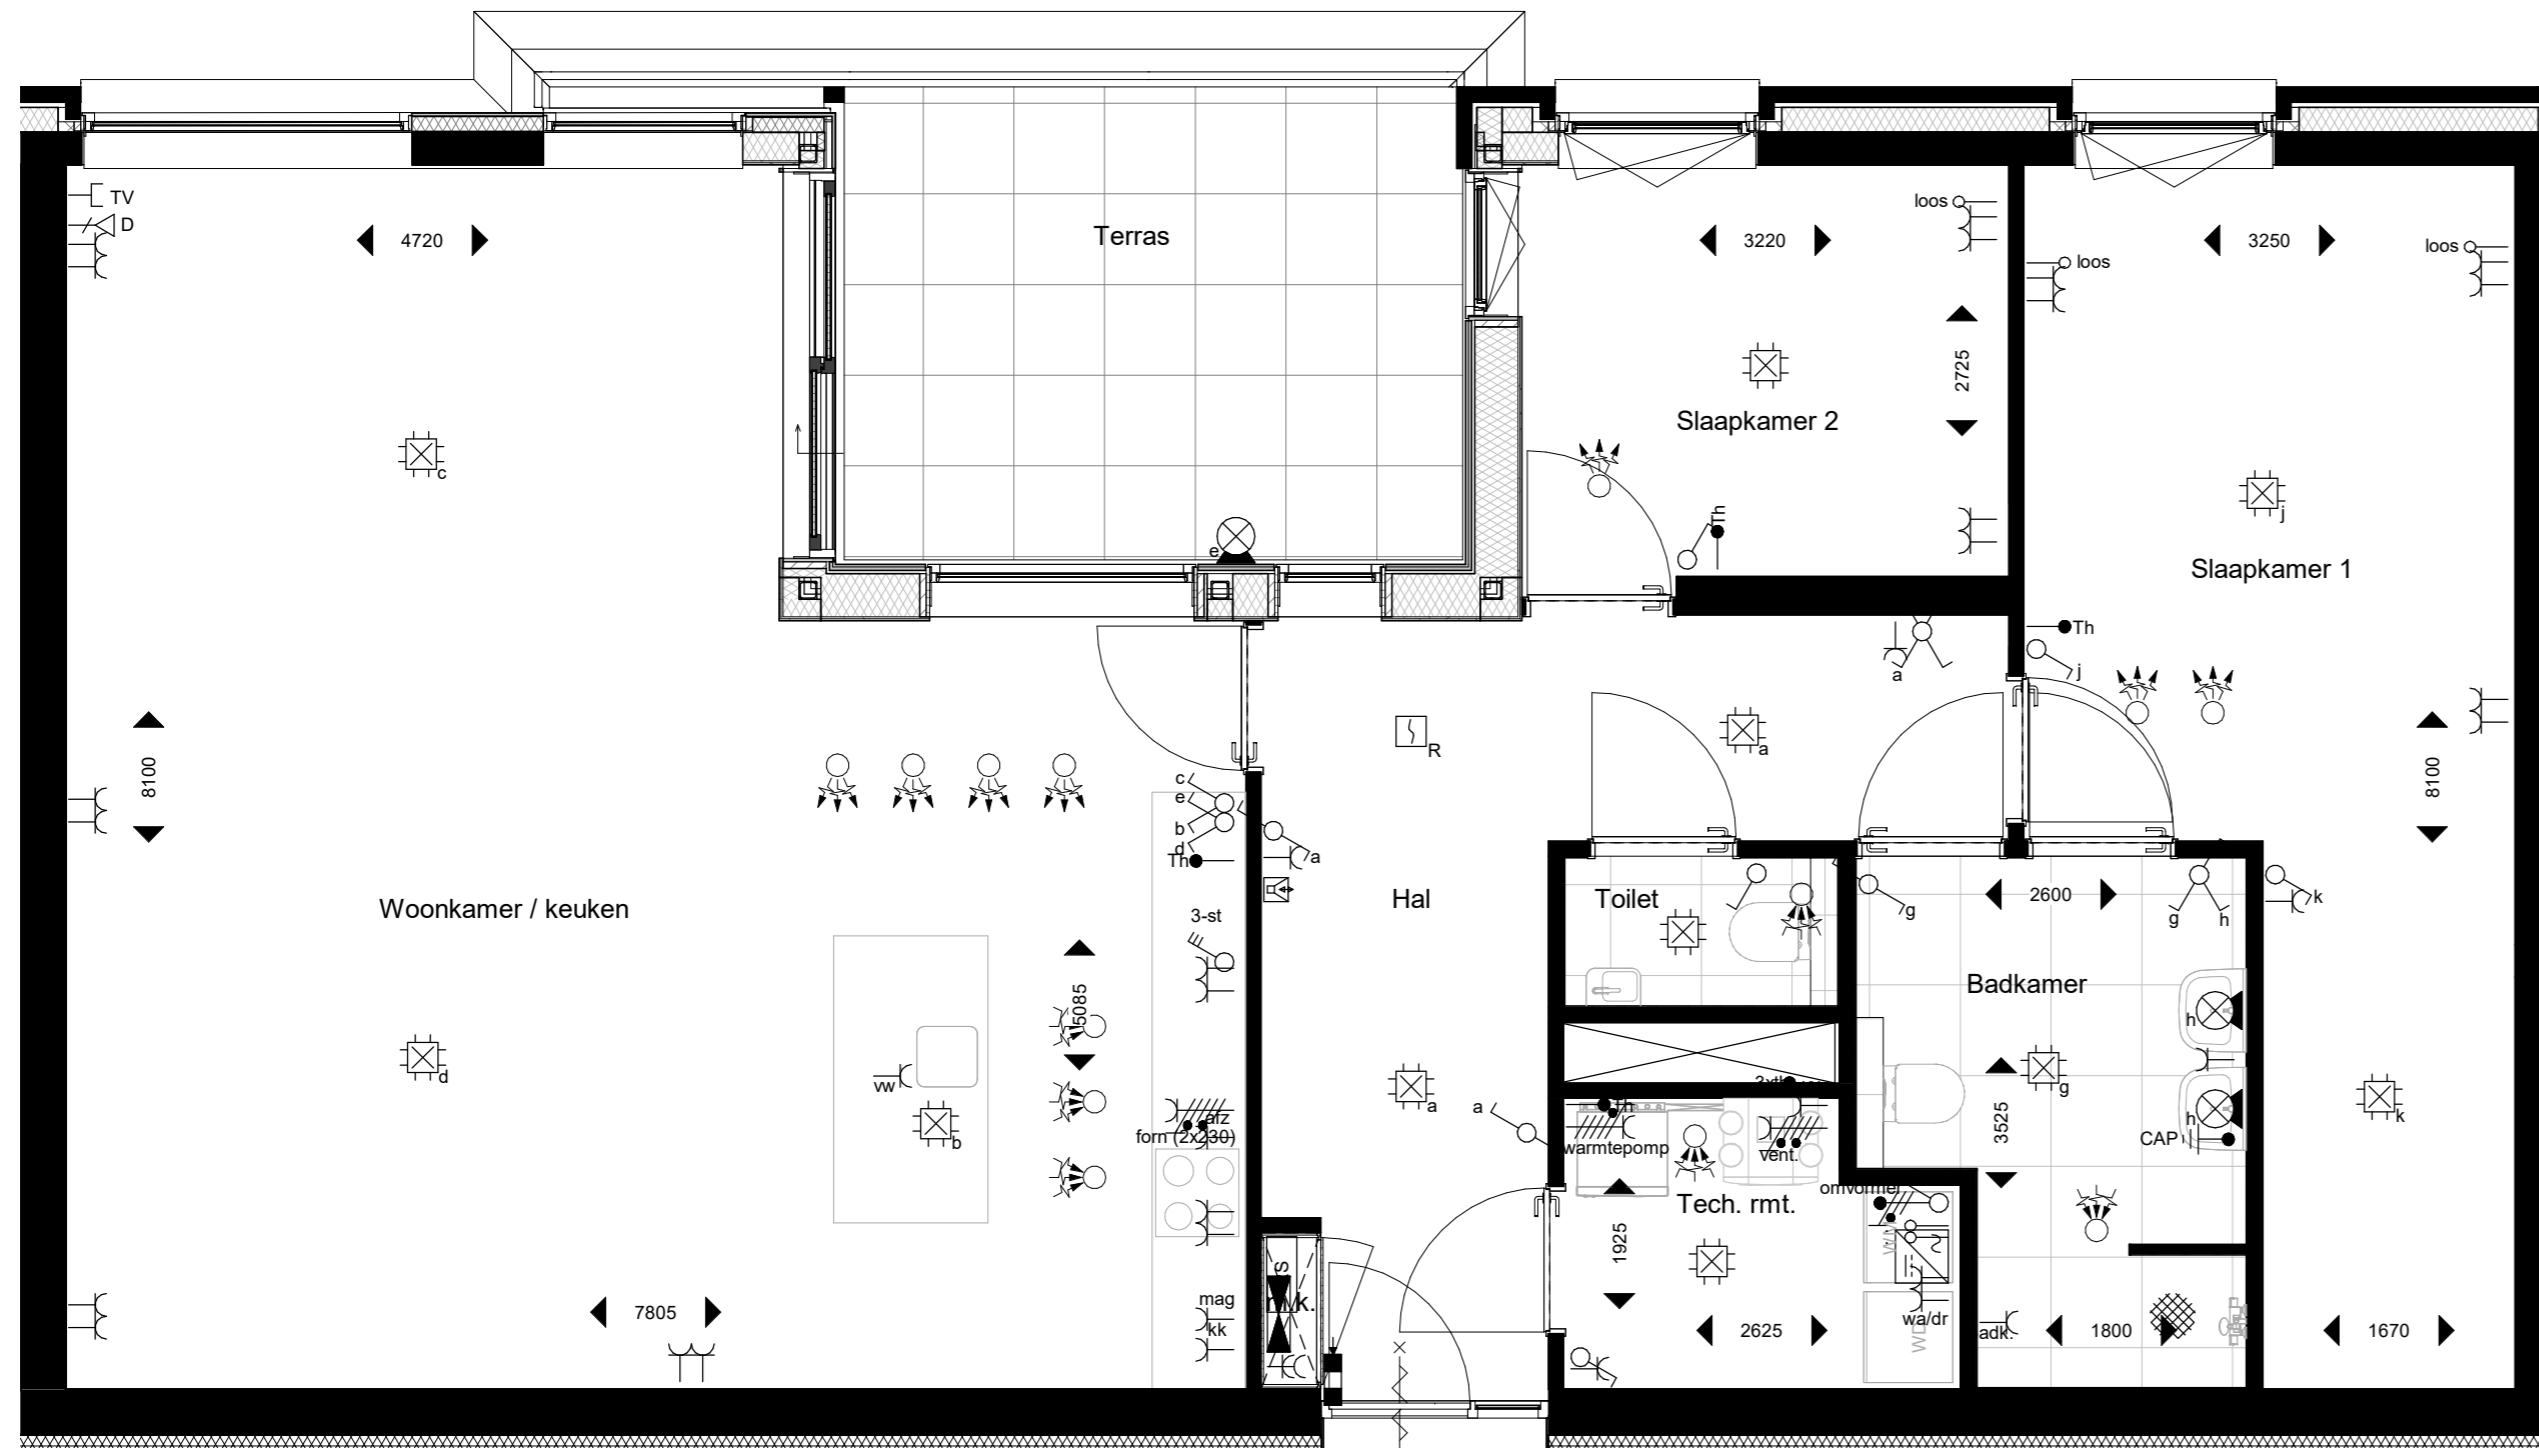 TV
D
4720
Terras
loos
3220
3250
loos
loos
2725
c
Slaapkamer 2
Th
j
Slaapkamer 1
e
Th
j
a
8100
R
a
8100
c
e
b
d
Th
a
Woonkamer / keuken
3-st
Hal
Toilet
2600
g
g
h
k
Badkamer
5085
h
g
h
3525
CAP
k
d
vw
b
a
a
afz
forn (2x230)
Th
warmtepomp
vent.
omvormer
Tech. rmt.
1925
mag
kk
7805
m.k.
2625
wa/dr
WD
adk.
1800
1670